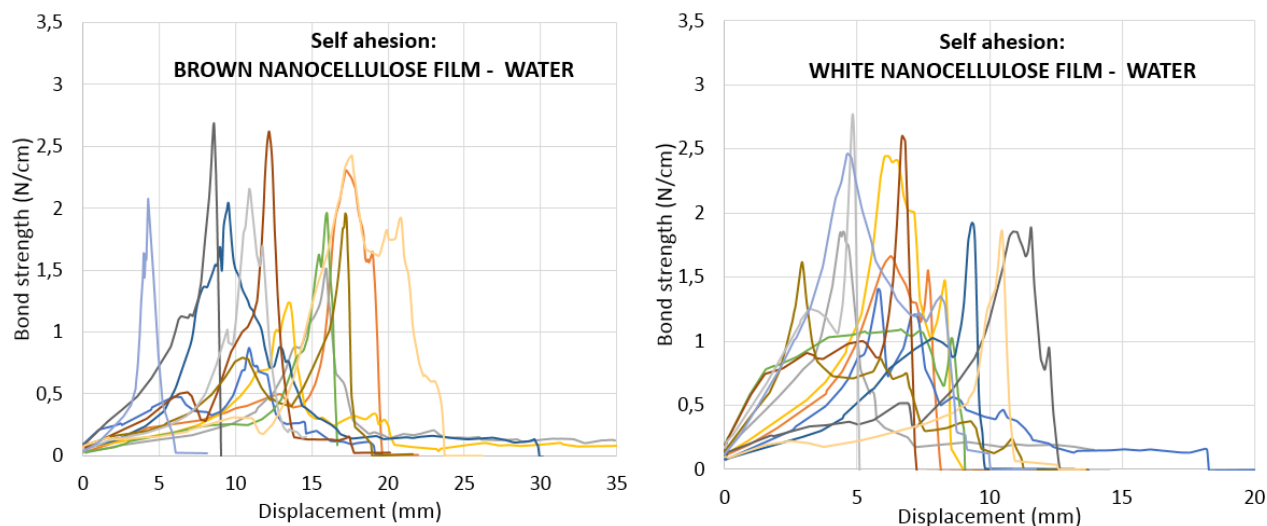 Self ahesion:
BROWN NANOCELLULOSE FILM - WATER
Bond strength (N/cm)
3,5
3
2,5
2
1,5
1
0,5
0
0 5 10 15 20 25 30 35
Displacement (mm)
Self ahesion:
WHITE NANOCELLULOSE FILM - WATER
Bond strength (N/cm)
3,5
3
2,5
2
1,5
1
0,5
0
0 5 10 15 20
Displacement (mm)